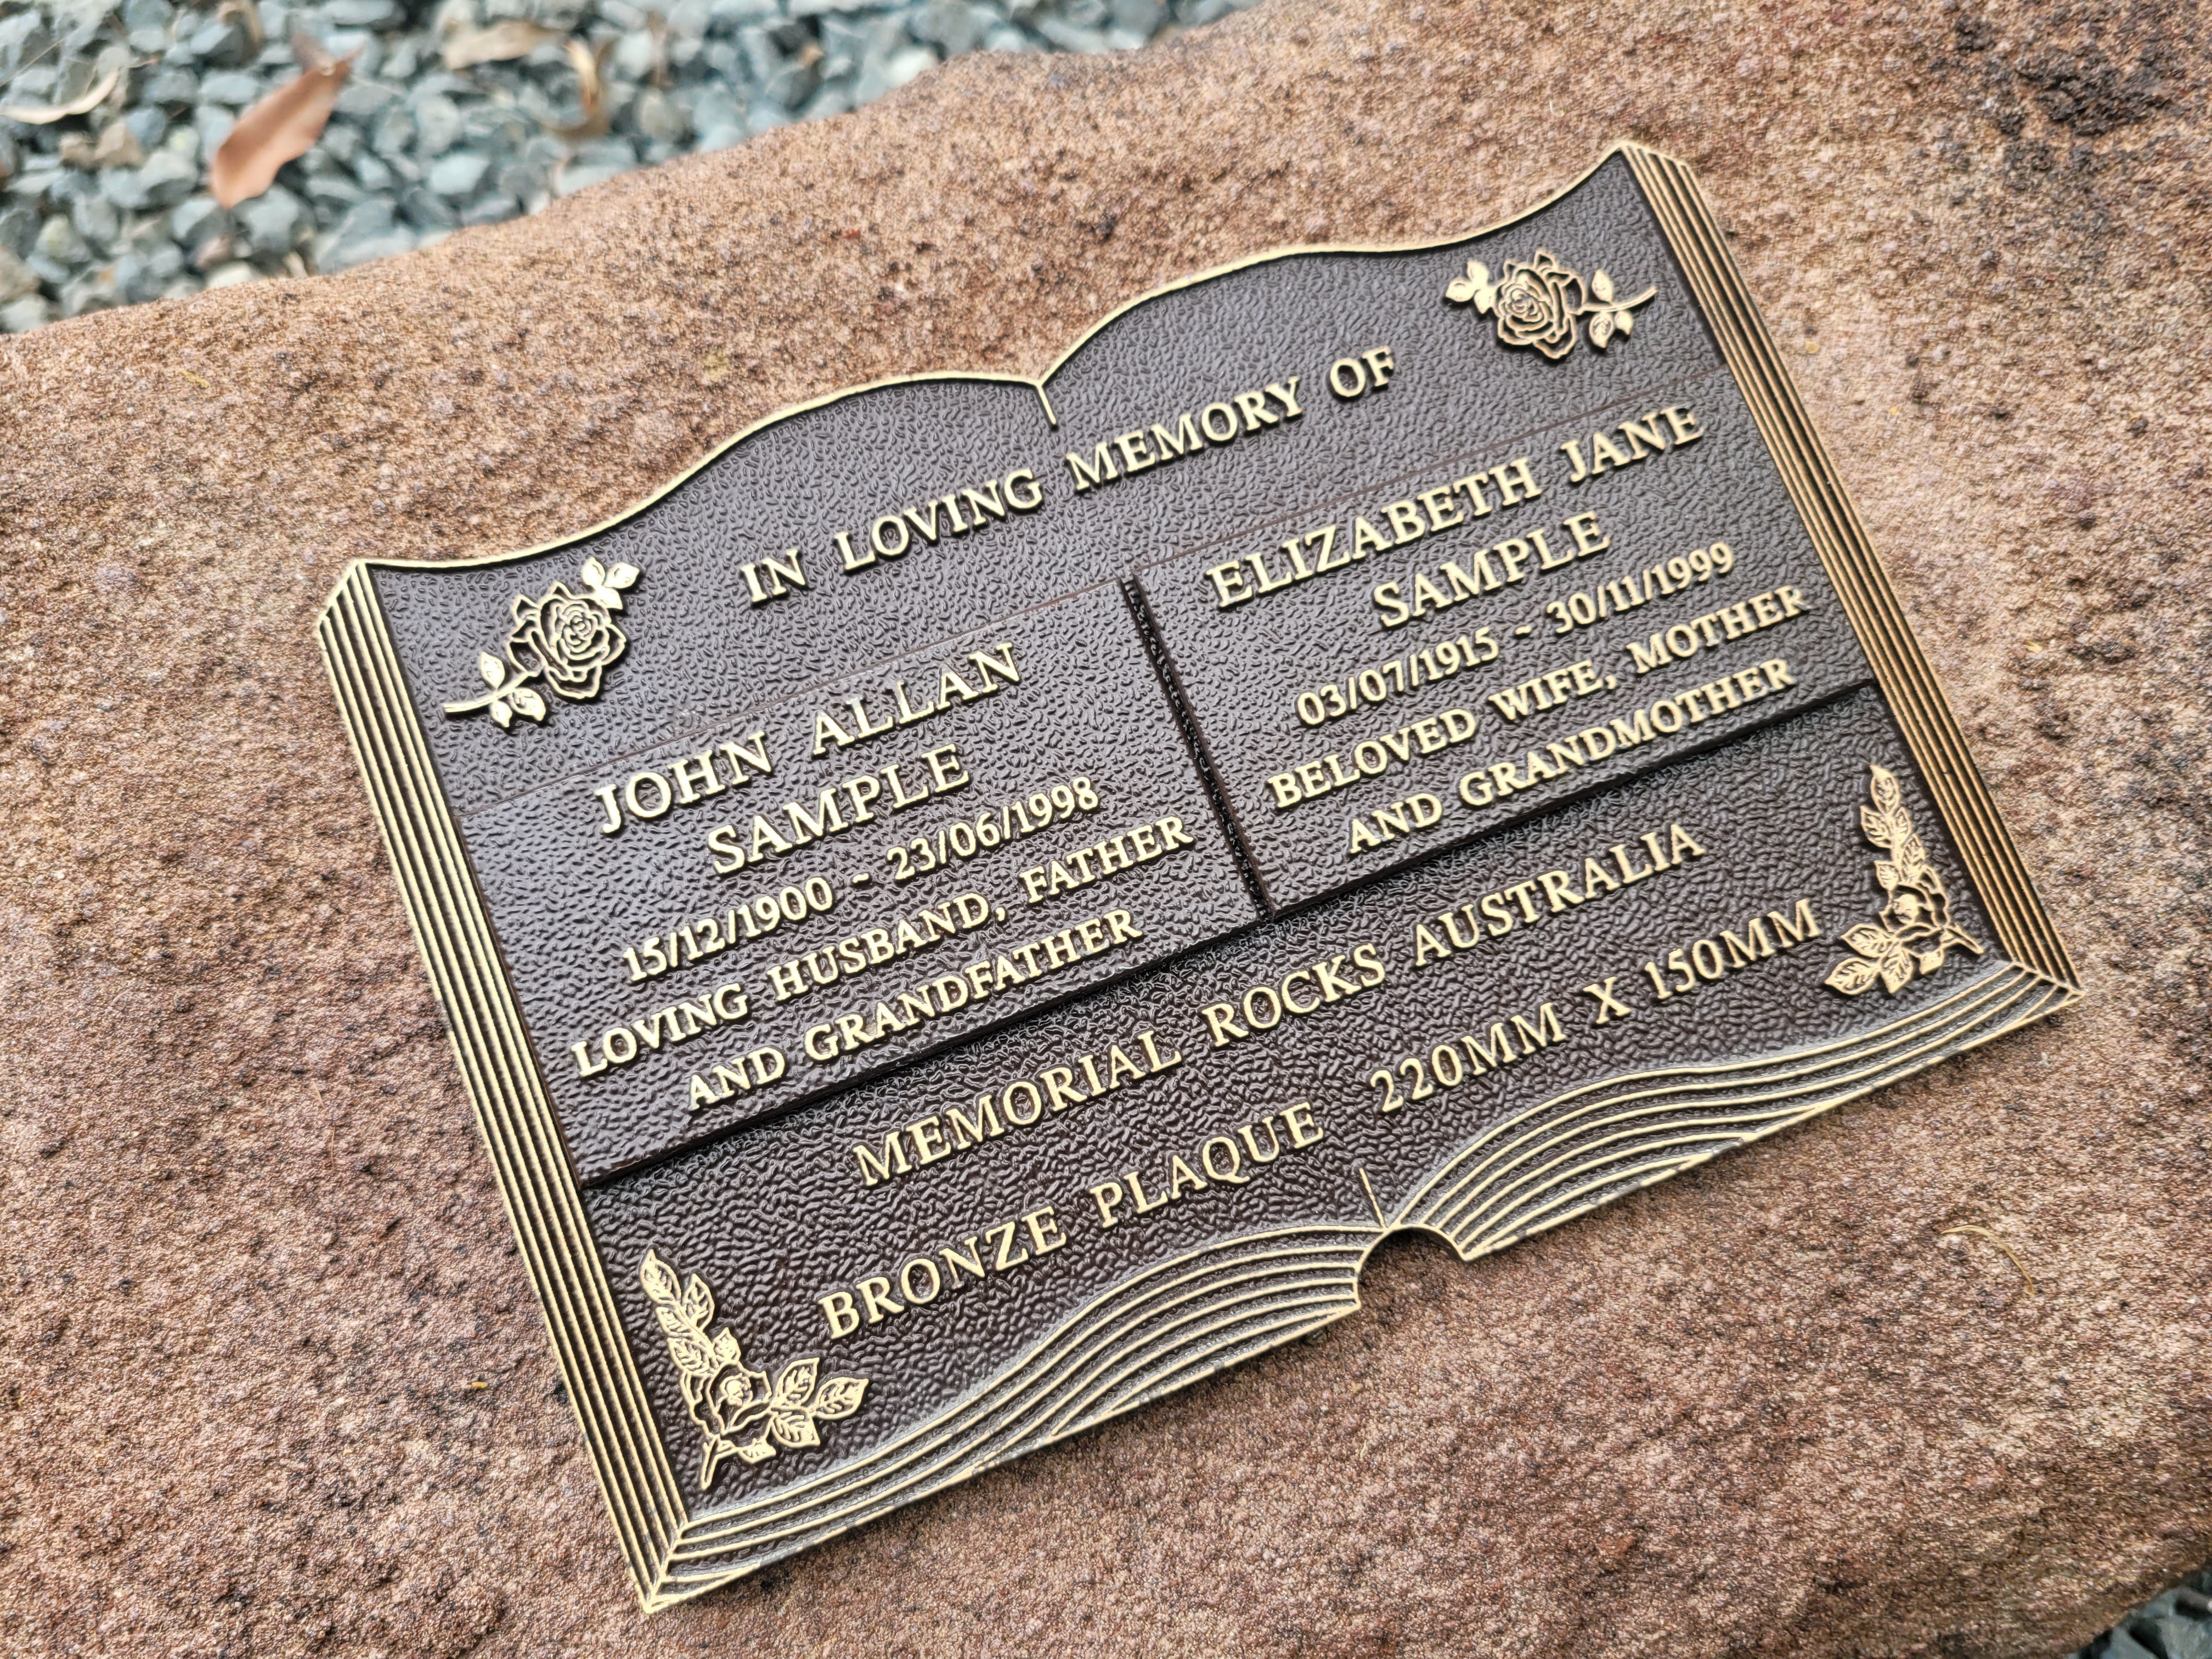 IN LOVING MEMORY OF
JOHN ALLAN
SAMPLE
15/12/1900 ~ 23/06/1998
LOVING HUSBAND, FATHER
AND GRANDFATHER
ELIZABETH JANE
SAMPLE
03/07/1915 ~ 30/11/1999
BELOVED WIFE, MOTHER
AND GRANDMOTHER
MEMORIAL ROCKS AUSTRALIA
BRONZE PLAQUE 220MM X 150MM